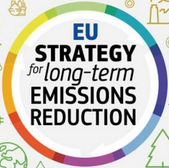 EU
STRATEGY
for long-term
EMISSIONS
REDUCTION